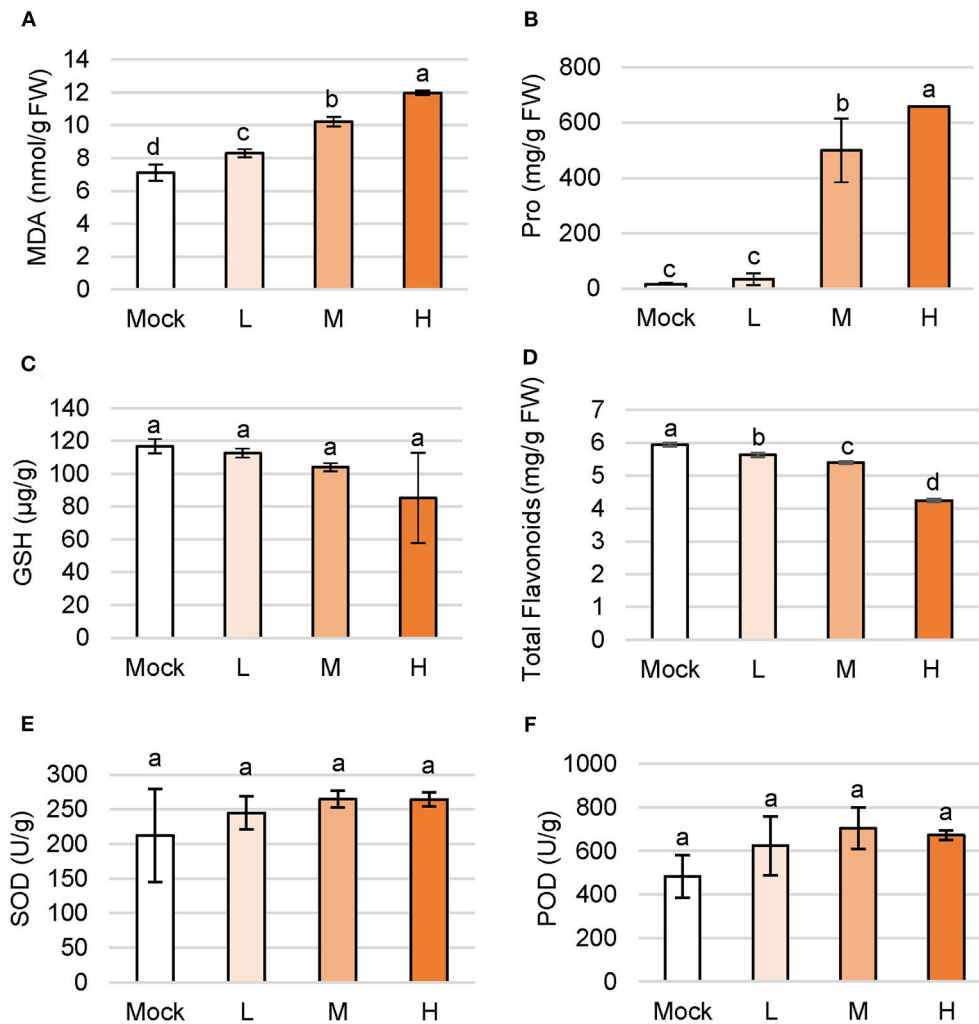 A
MDA (nmol/g FW)
14
12
10
8
6
4
2
0
d
c
b
a
Mock L M H
B
Pro (mg/g FW)
800
600
400
200
0
c
c
b
a
Mock L M H
C
GSH (μg/g)
140
120
100
80
60
40
20
0
a
a
a
a
Mock L M H
D
Total Flavonoids(mg/g FW)
7
6
5
4
3
2
1
0
a
b
c
d
Mock L M H
E
SOD (U/g)
300
250
200
150
100
50
0
a
a
a
a
Mock L M H
F
POD (U/g)
1000
800
600
400
200
0
a
a
a
a
Mock L M H